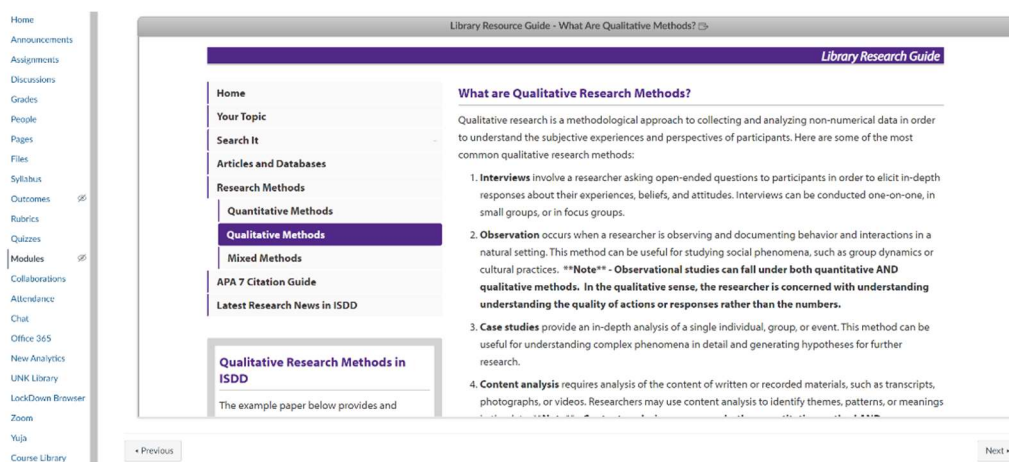 Home
Announcements
Assignments
Discussions
Grades
People
Pages
Files
Syllabus
Outcomes
Rubrics
Quizzes
Modules
Collaborations
Attendance
Chat
Office 365
New Analytics
UNK Library
LockDown Browser
Zoom
Yuja
Course Library
Library Resource Guide - What Are Qualitative Methods?
Library Research Guide
Home
Your Topic
Search It
Articles and Databases
Research Methods
Quantitative Methods
Qualitative Methods
Mixed Methods
APA 7 Citation Guide
Latest Research News in ISDD
Qualitative Research Methods in
ISDD
The example paper below provides and
What are Qualitative Research Methods?
Qualitative research is a methodological approach to collecting and analyzing non-numerical data in order
to understand the subjective experiences and perspectives of participants. Here are some of the most
common qualitative research methods:
1. Interviews involve a researcher asking open-ended questions to participants in order to elicit in-depth
responses about their experiences, beliefs, and attitudes. Interviews can be conducted one-on-one, in
small groups, or in focus groups.
2. Observation occurs when a researcher is observing and documenting behavior and interactions in a
natural setting. This method can be useful for studying social phenomena, such as group dynamics or
cultural practices. **Note** - Observational studies can fall under both quantitative AND
qualitative methods. In the qualitative sense, the researcher is concerned with understanding
understanding the quality of actions or responses rather than the numbers.
3. Case studies provide an in-depth analysis of a single individual, group, or event. This method can be
useful for understanding complex phenomena in detail and generating hypotheses for further
research.
4. Content analysis requires analysis of the content of written or recorded materials, such as transcripts,
photographs, or videos. Researchers may use content analysis to identify themes, patterns, or meanings
◂ Previous
Next ▸